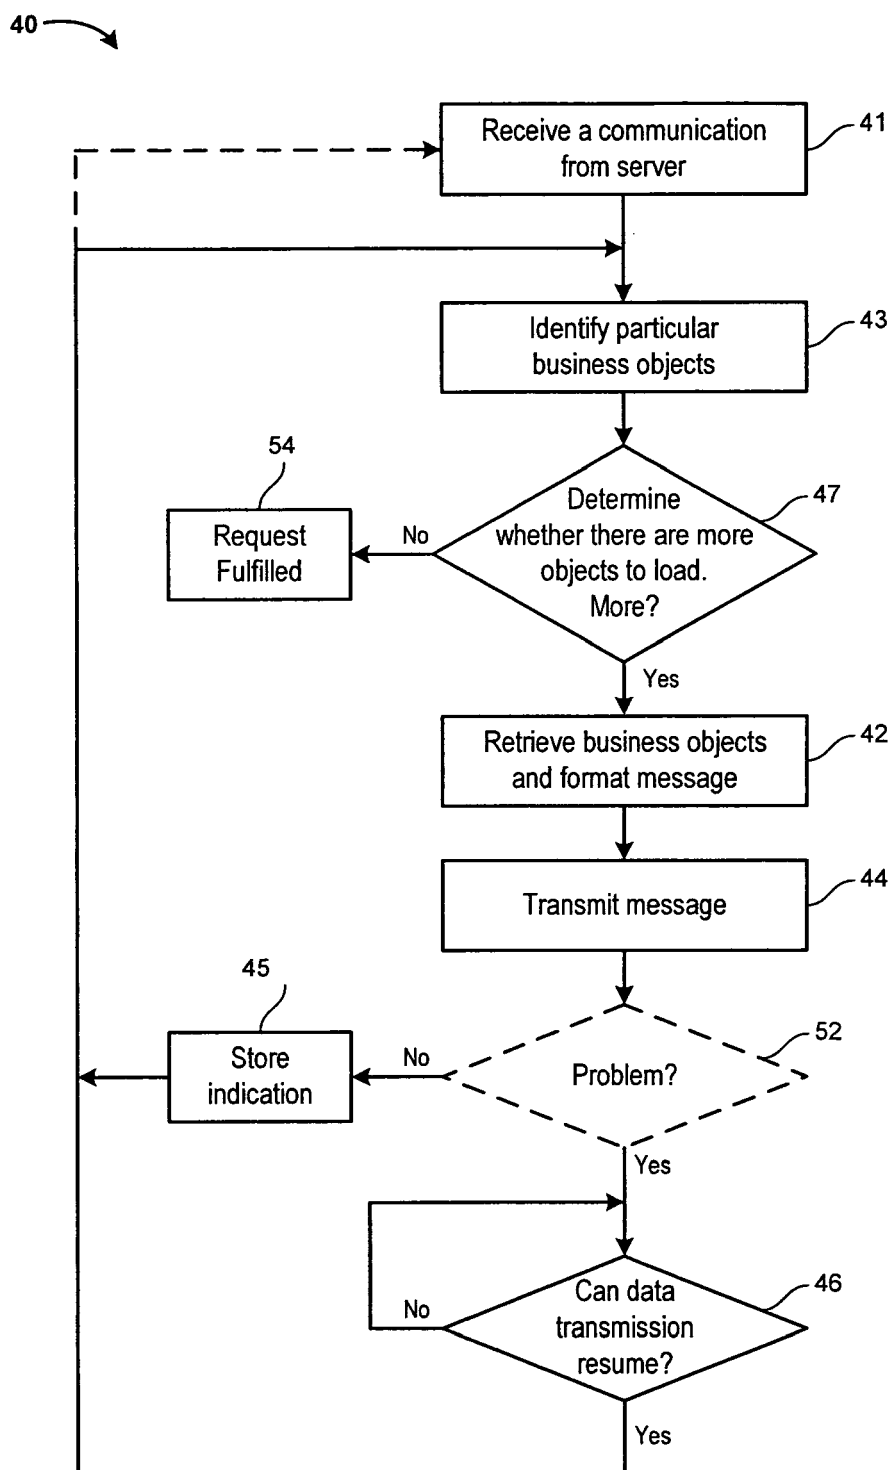 40
Receive a communication
from server
41
Identify particular
business objects
43
54
Determine
whether there are more
objects to load.
More?
47
No
Request
Fulfilled
Yes
Retrieve business objects
and format message
42
Transmit message
44
45
Problem?
52
No
Store
indication
Yes
Can data
transmission
resume?
46
No
Yes